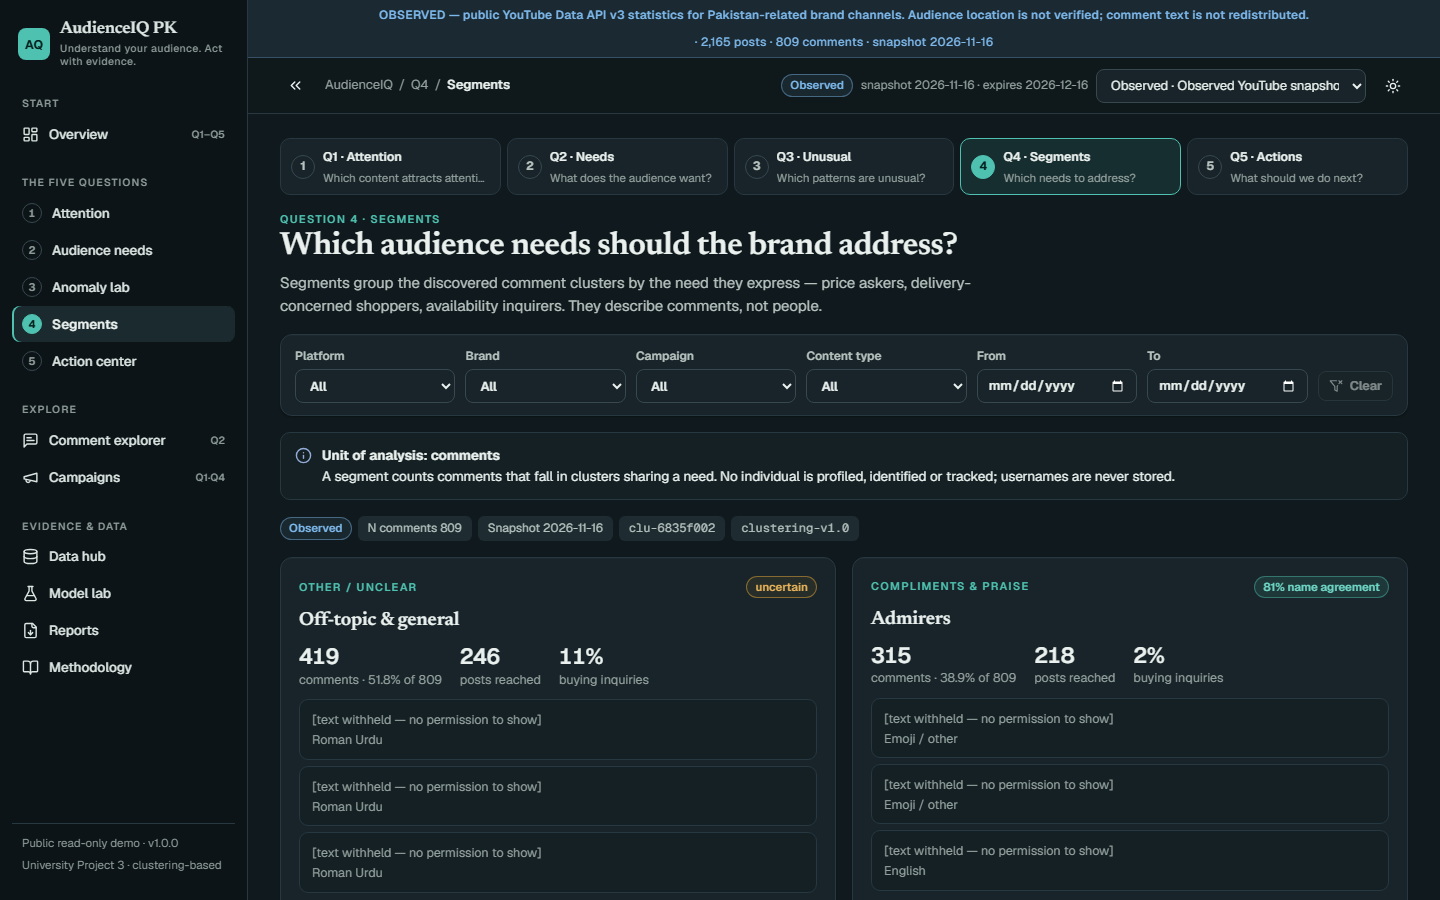 AQ
AudienceIQ PK
Understand your audience. Act
with evidence.
START
Overview Q1–Q5
THE FIVE QUESTIONS
1 Attention
2 Audience needs
3 Anomaly lab
4 Segments
5 Action center
EXPLORE
Comment explorer Q2
Campaigns Q1-Q4
EVIDENCE & DATA
Data hub
Model lab
Reports
Methodology
Public read-only demo · v1.0.0
University Project 3 · clustering-based
OBSERVED — public YouTube Data API v3 statistics for Pakistan-related brand channels. Audience location is not verified; comment text is not redistributed.
· 2,165 posts · 809 comments · snapshot 2026-11-16
« AudienceIQ / Q4 / Segments
Observed snapshot 2026-11-16 · expires 2026-12-16 Observed · Observed YouTube snapsho
1 Q1 · Attention
Which content attracts attenti...
2 Q2 · Needs
What does the audience want?
3 Q3 · Unusual
Which patterns are unusual?
4 Q4 · Segments
Which needs to address?
5 Q5 · Actions
What should we do next?
QUESTION 4 · SEGMENTS
Which audience needs should the brand address?
Segments group the discovered comment clusters by the need they express — price askers, delivery-
concerned shoppers, availability inquirers. They describe comments, not people.
Platform Brand Campaign Content type From To
All All All All mm/dd/yyyy mm/dd/yyyy Clear
Unit of analysis: comments
A segment counts comments that fall in clusters sharing a need. No individual is profiled, identified or tracked; usernames are never stored.
Observed N comments 809 Snapshot 2026-11-16 clu-6835f002 clustering-v1.0
OTHER / UNCLEAR uncertain
Off-topic & general
419 246 11%
comments · 51.8% of 809 posts reached buying inquiries
[text withheld — no permission to show]
Roman Urdu
[text withheld — no permission to show]
Roman Urdu
[text withheld — no permission to show]
Roman Urdu
COMPLIMENTS & PRAISE 81% name agreement
Admirers
315 218 2%
comments · 38.9% of 809 posts reached buying inquiries
[text withheld — no permission to show]
Emoji / other
[text withheld — no permission to show]
Emoji / other
[text withheld — no permission to show]
English